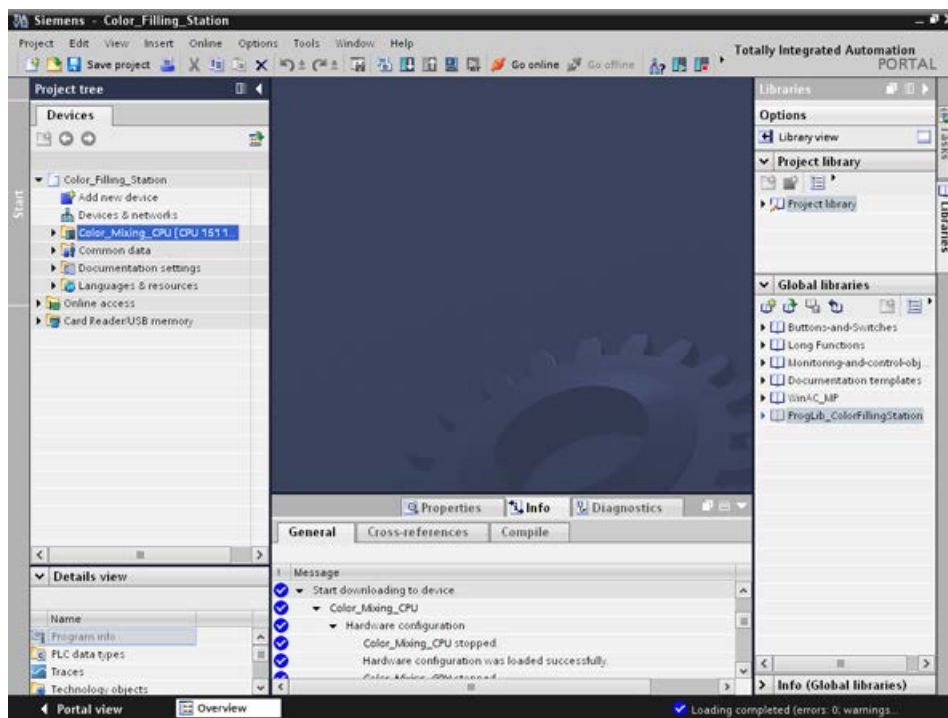 Siemens - Color_Filling_Station
Project Edit View Insert Online Options Tools Window Help
Totally Integrated Automation
PORTAL
Save project
Go online
Go offline
Start
Project tree
Devices
Color_Filling_Station
Add new device
Devices & networks
Color_Mixing_CPU [CPU 1511...
Common data
Documentation settings
Languages & resources
Online access
Card Reader/USB memory
Details view
Name
Program info
PLC data types
Traces
Technology objects
Properties
Info
Diagnostics
General
Cross-references
Compile
! Message
Start downloading to device
Color_Mixing_CPU
Hardware configuration
Color_Mixing_CPU stopped.
Hardware configuration was loaded successfully.
Libraries
Options
Library view
Project library
Project library
Global libraries
Buttons-and-Switches
Long Functions
Monitoring-and-control-obj...
Documentation templates
WinAC_MP
ProgLib_ColorFillingStation
Info (Global libraries)
Tasks
Libraries
Portal view
Overview
Loading completed (errors: 0; warnings...